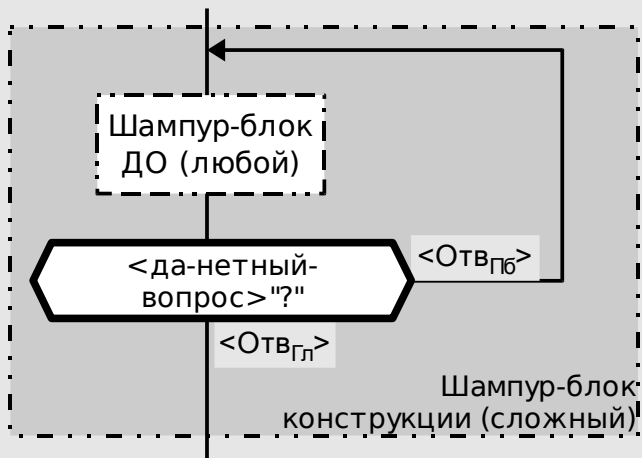 Шампур-блок
ДО (любой)
<да-нетный-
вопрос>"?"
<ОтвПб>
<ОтвГл>
Шампур-блок
конструкции (сложный)